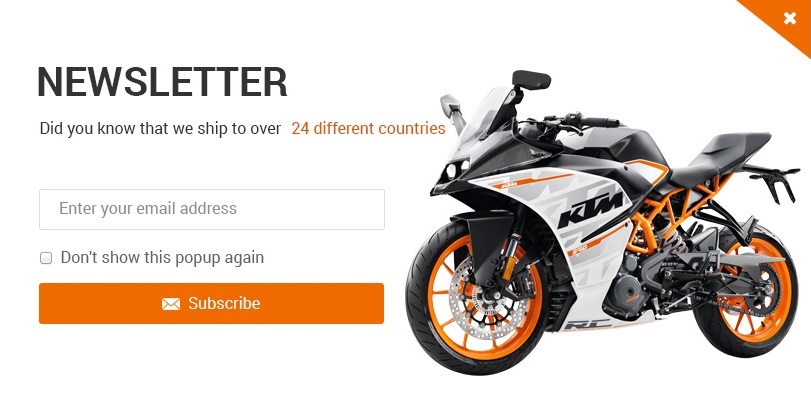 NEWSLETTER
Did you know that we ship to over 24 different countries
Enter your email address
Don't show this popup again
Subscribe
KTM
RC